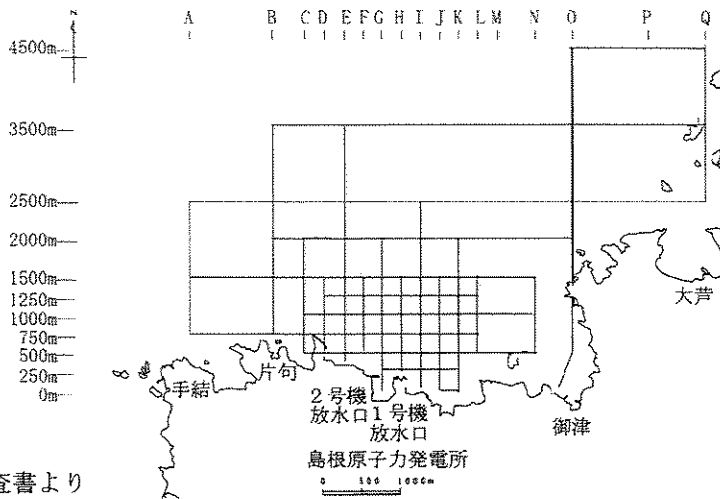 A B C D E F G H I J K L M N O P Q
N
4500m
3500m
2500m
2000m
1500m
1250m
1000m
750m
500m
250m
0m
大芦
手結
片句
2号機
放水口
1号機
放水口
御津
島根原子力発電所
0 500 1000m
査書より